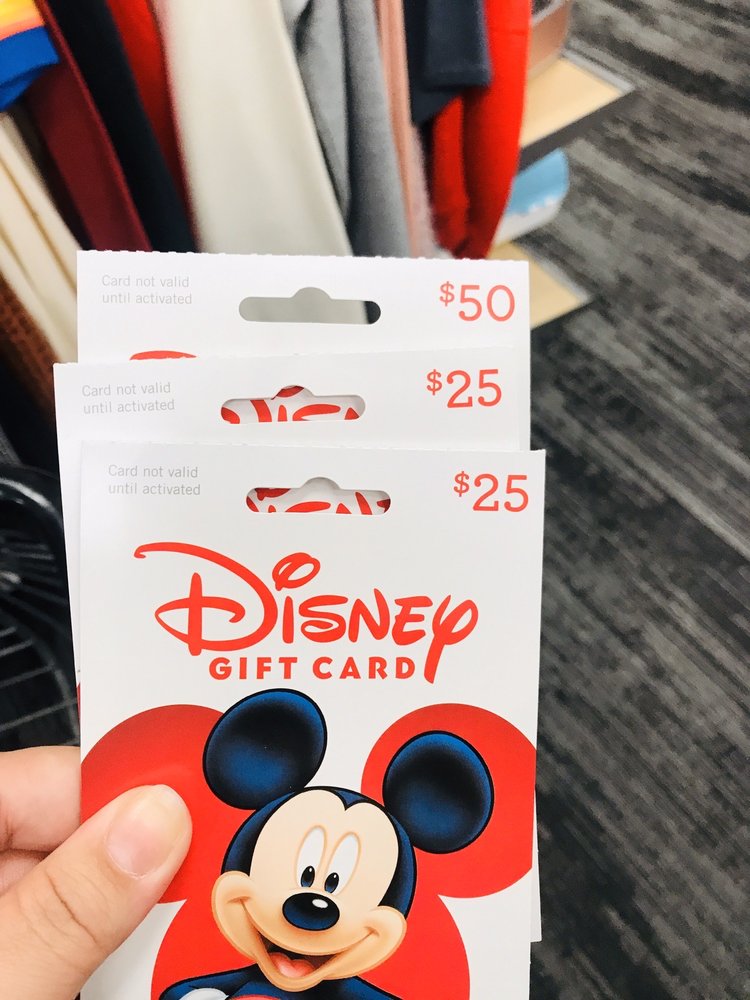 Card not valid
until activated
$50
Card not valid
until activated
$25
Card not valid
until activated
$25
Disney
GIFT CARD